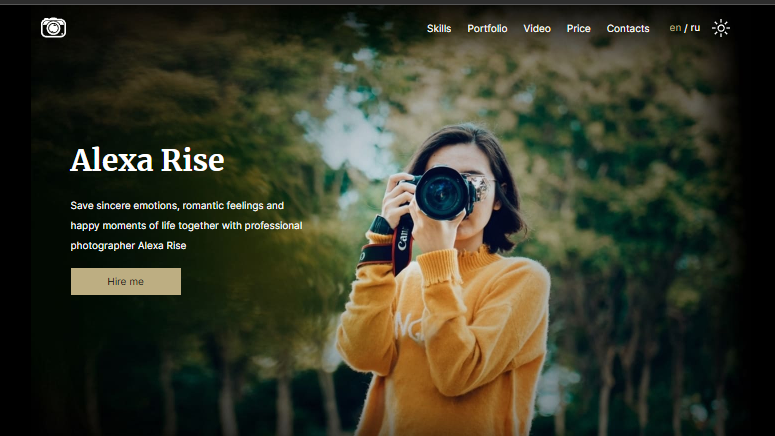 Skills Portfolio Video Price Contacts en / ru
Alexa Rise
Save sincere emotions, romantic feelings and
happy moments of life together with professional
photographer Alexa Rise
Hire me